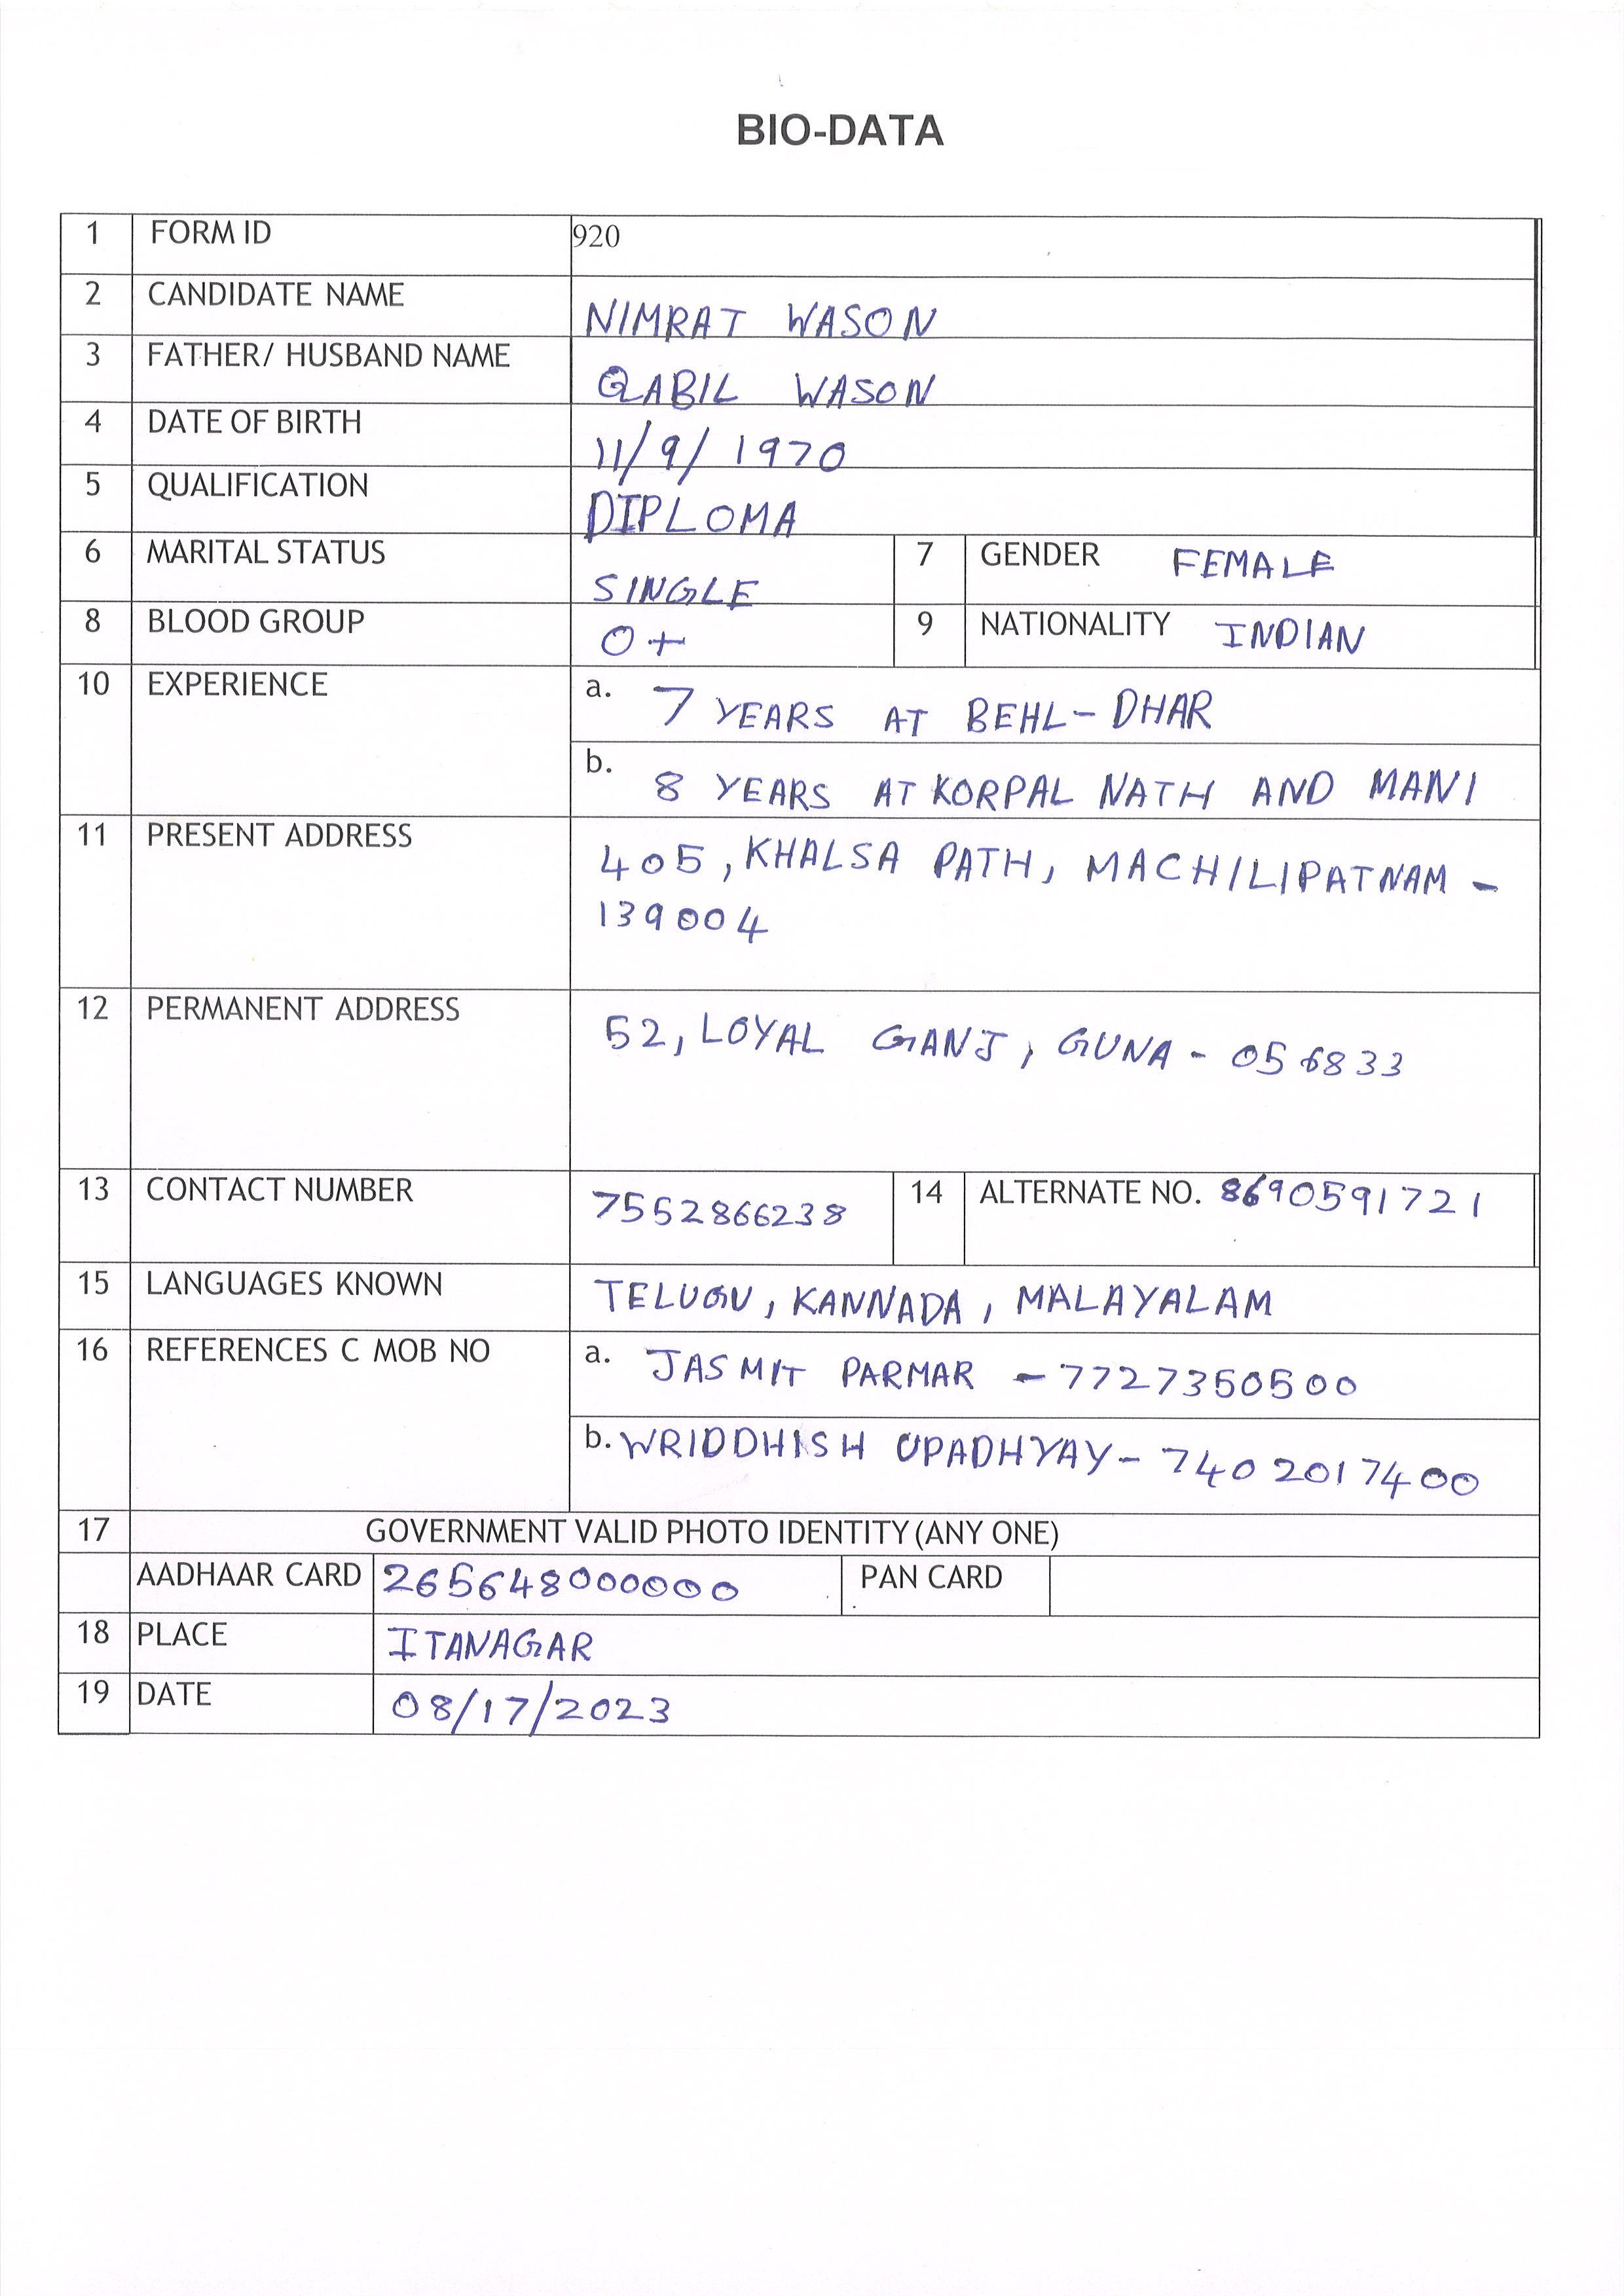 BIO-DATA
1 FORM ID 920
2 CANDIDATE NAME NIMRAT WASON
3 FATHER/ HUSBAND NAME QABIL WASON
4 DATE OF BIRTH 11/9/1970
5 QUALIFICATION DIPLOMA
6 MARITAL STATUS SINGLE 7 GENDER FEMALE
8 BLOOD GROUP O+ 9 NATIONALITY INDIAN
10 EXPERIENCE a. 7 YEARS AT BEHL-DHAR
b. 8 YEARS AT KORPAL NATH AND MANI
11 PRESENT ADDRESS 405, KHALSA PATH, MACHILIPATNAM -
139004
12 PERMANENT ADDRESS 52, LOYAL GANJ, GUNA - 056833
13 CONTACT NUMBER 7552866238 14 ALTERNATE NO. 8690591721
15 LANGUAGES KNOWN TELUGU, KANNADA, MALAYALAM
16 REFERENCES C MOB NO a. JASMIT PARMAR - 7727350500
b. WRIDDHISH UPADHYAY - 7402017400
17 GOVERNMENT VALID PHOTO IDENTITY (ANY ONE)
AADHAAR CARD 265648000000 PAN CARD
18 PLACE ITANAGAR
19 DATE 08/17/2023